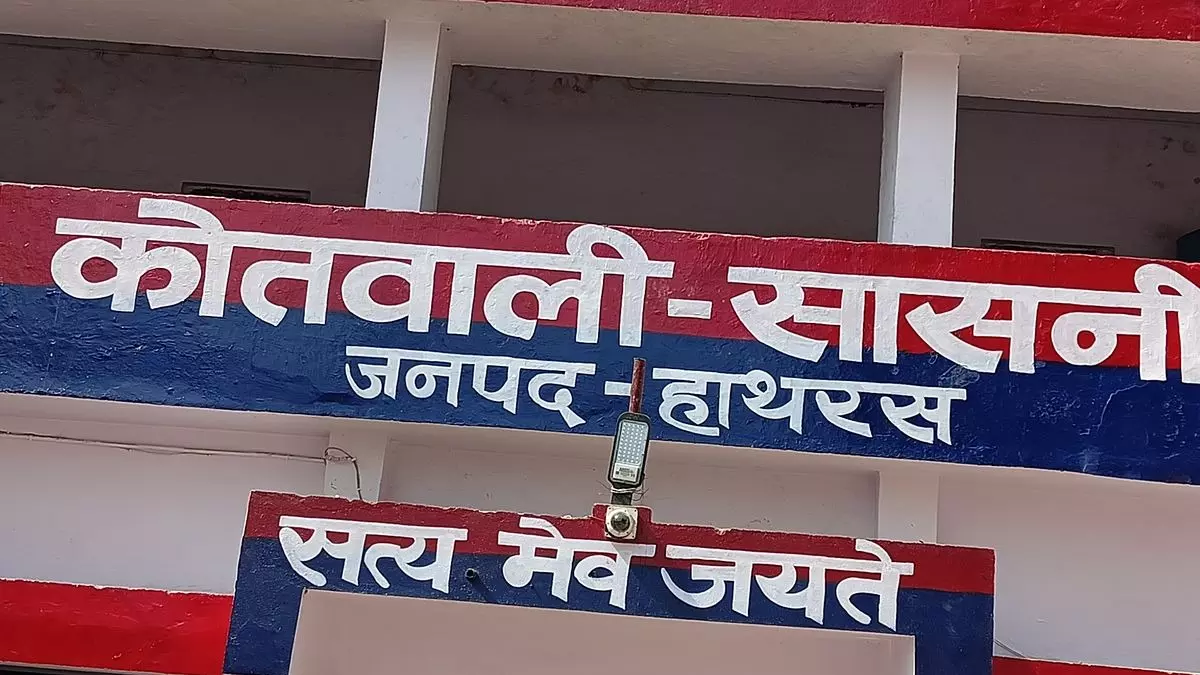 कोतवाली-सासनी
जनपद-हाथरस
सत्य मेव जयते